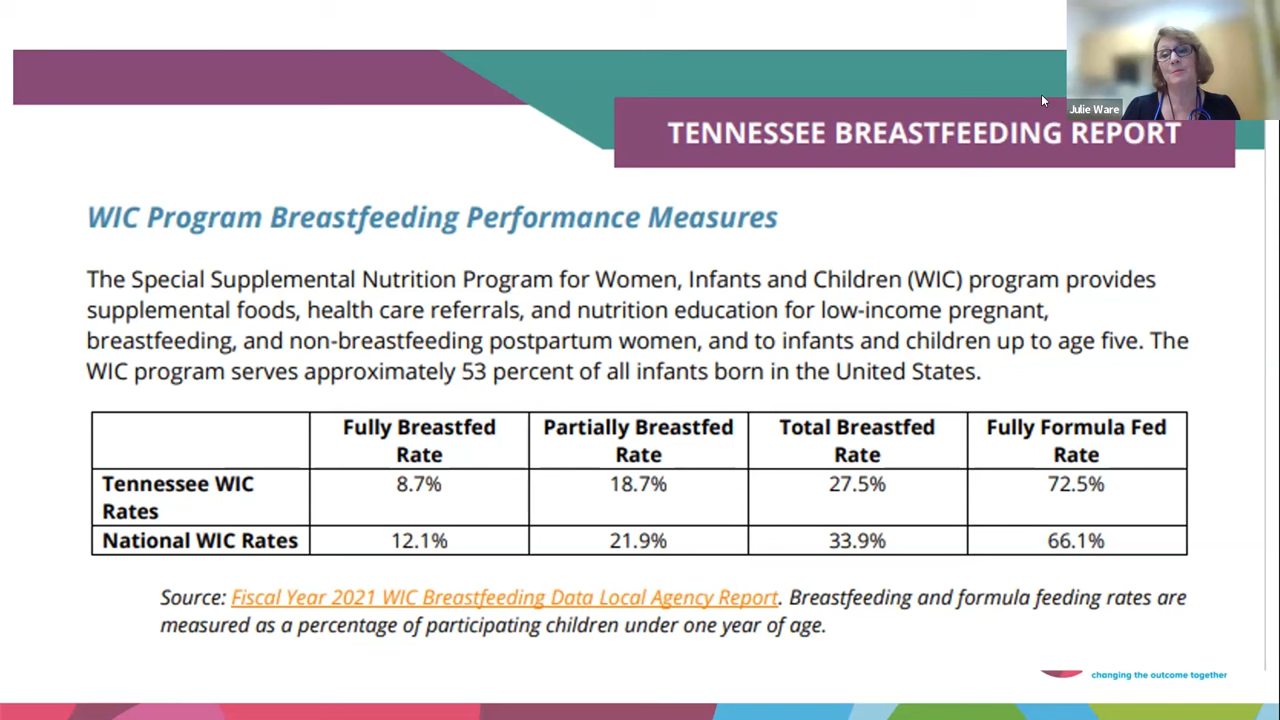 Julie Ware
TENNESSEE BREASTFEEDING REPORT
WIC Program Breastfeeding Performance Measures
The Special Supplemental Nutrition Program for Women, Infants and Children (WIC) program provides
supplemental foods, health care referrals, and nutrition education for low-income pregnant,
breastfeeding, and non-breastfeeding postpartum women, and to infants and children up to age five. The
WIC program serves approximately 53 percent of all infants born in the United States.
Fully Breastfed Rate Partially Breastfed Rate Total Breastfed Rate Fully Formula Fed Rate
Tennessee WIC Rates 8.7% 18.7% 27.5% 72.5%
National WIC Rates 12.1% 21.9% 33.9% 66.1%
Source: Fiscal Year 2021 WIC Breastfeeding Data Local Agency Report. Breastfeeding and formula feeding rates are
measured as a percentage of participating children under one year of age.
changing the outcome together